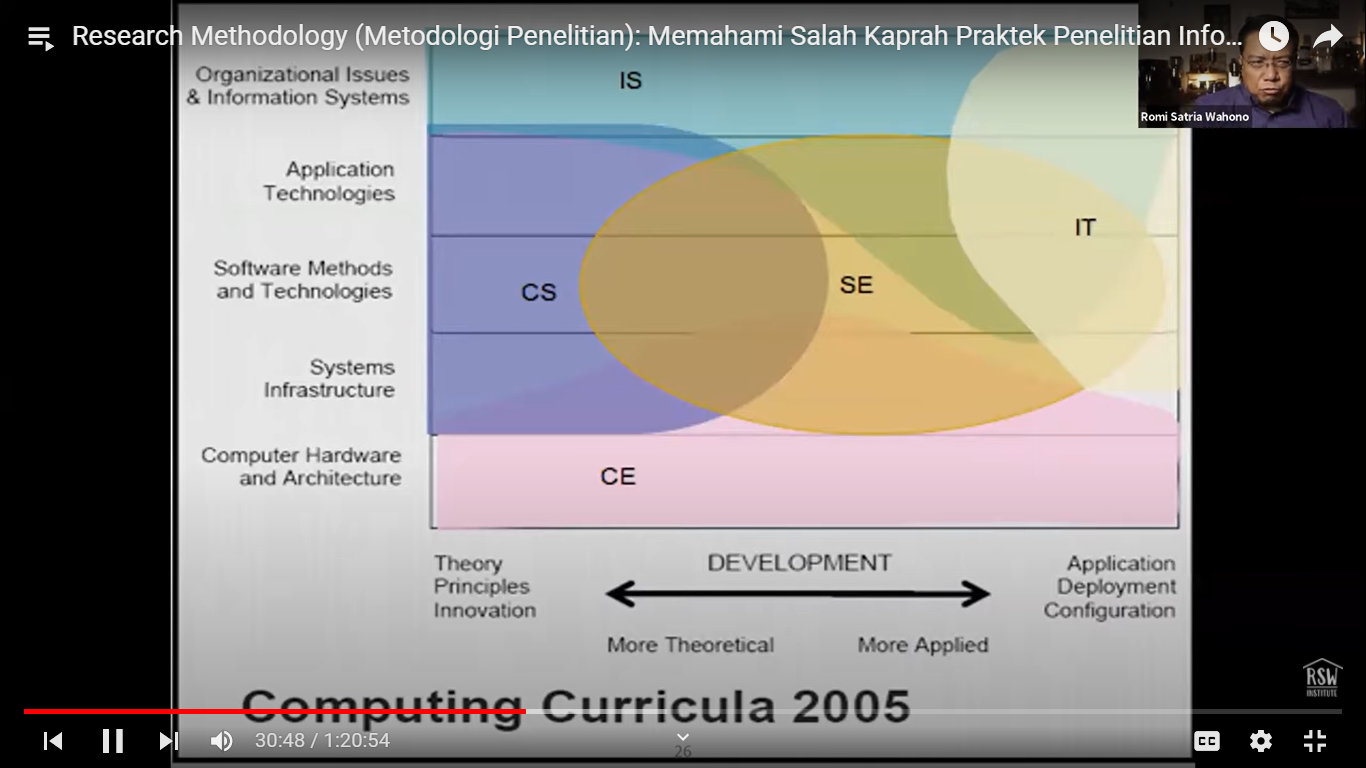 Research Methodology (Metodologi Penelitian): Memahami Salah Kaprah Praktek Penelitian Info...
Romi Satria Wahono
Organizational Issues
& Information Systems
IS
Application
Technologies
IT
Software Methods
and Technologies
CS
SE
Systems
Infrastructure
Computer Hardware
and Architecture
CE
Theory
Principles
Innovation
DEVELOPMENT
Application
Deployment
Configuration
More Theoretical
More Applied
Computing Curricula 2005
RSW
INSTITUTE
30:48 / 1:20:54
26
CC